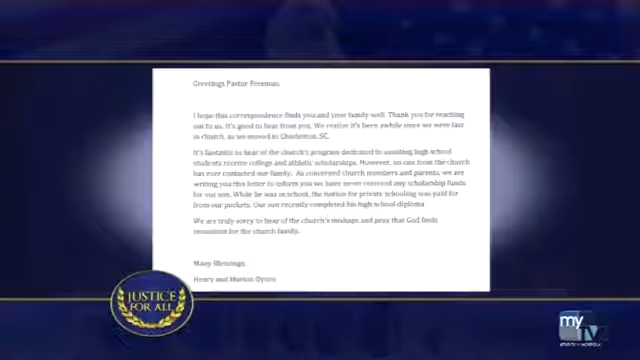 Greetings Pastor Freeman,
I hope this correspondence finds you and your family well. Thank you for reaching
out to us. It's good to hear from you. We realize it's been awhile since we were last
in church, as we moved to Charleston, SC.
It's fantastic to hear of the church's program dedicated to assisting high school
students receive college and athletic scholarships. However, no one from the church
has ever contacted our family. As concerned church members and parents, we are
writing you this letter to inform you we have never received any scholarship funds
for our son. While he was in school, the tuition for private schooling was paid for
from our pockets. Our son recently completed his high school diploma
We are truly sorry to hear of the church's mishaps and pray that God finds
for the church family.
Many Blessings,
Henry and Marion
JUSTICE
FOR ALL
my
tv